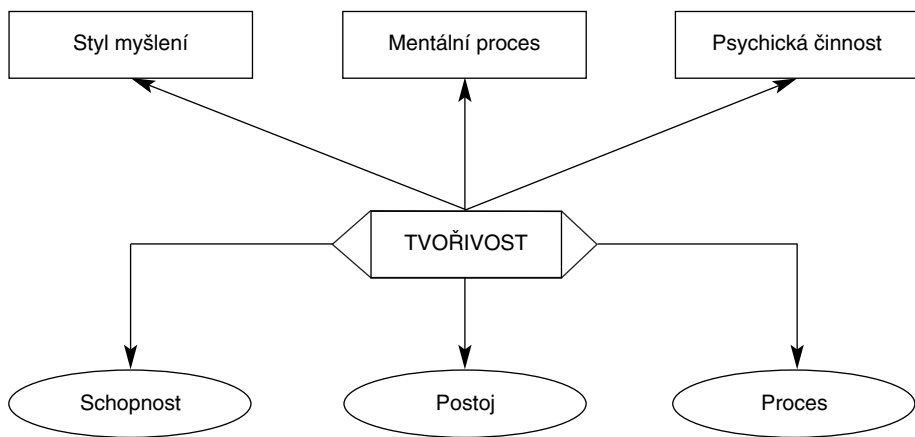 Styl myšlení
Mentální proces
Psychická činnost
TVOŘIVOST
Schopnost
Postoj
Proces